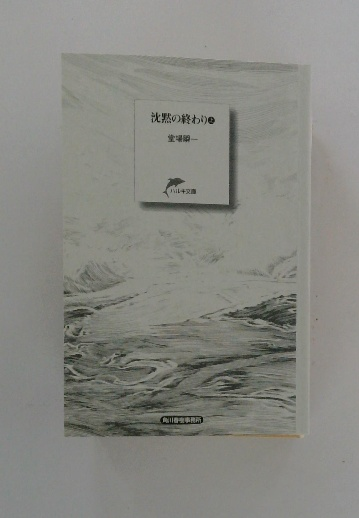 沈黙の終わり上
堂場瞬一
ハルキ文庫
角川春樹事務所